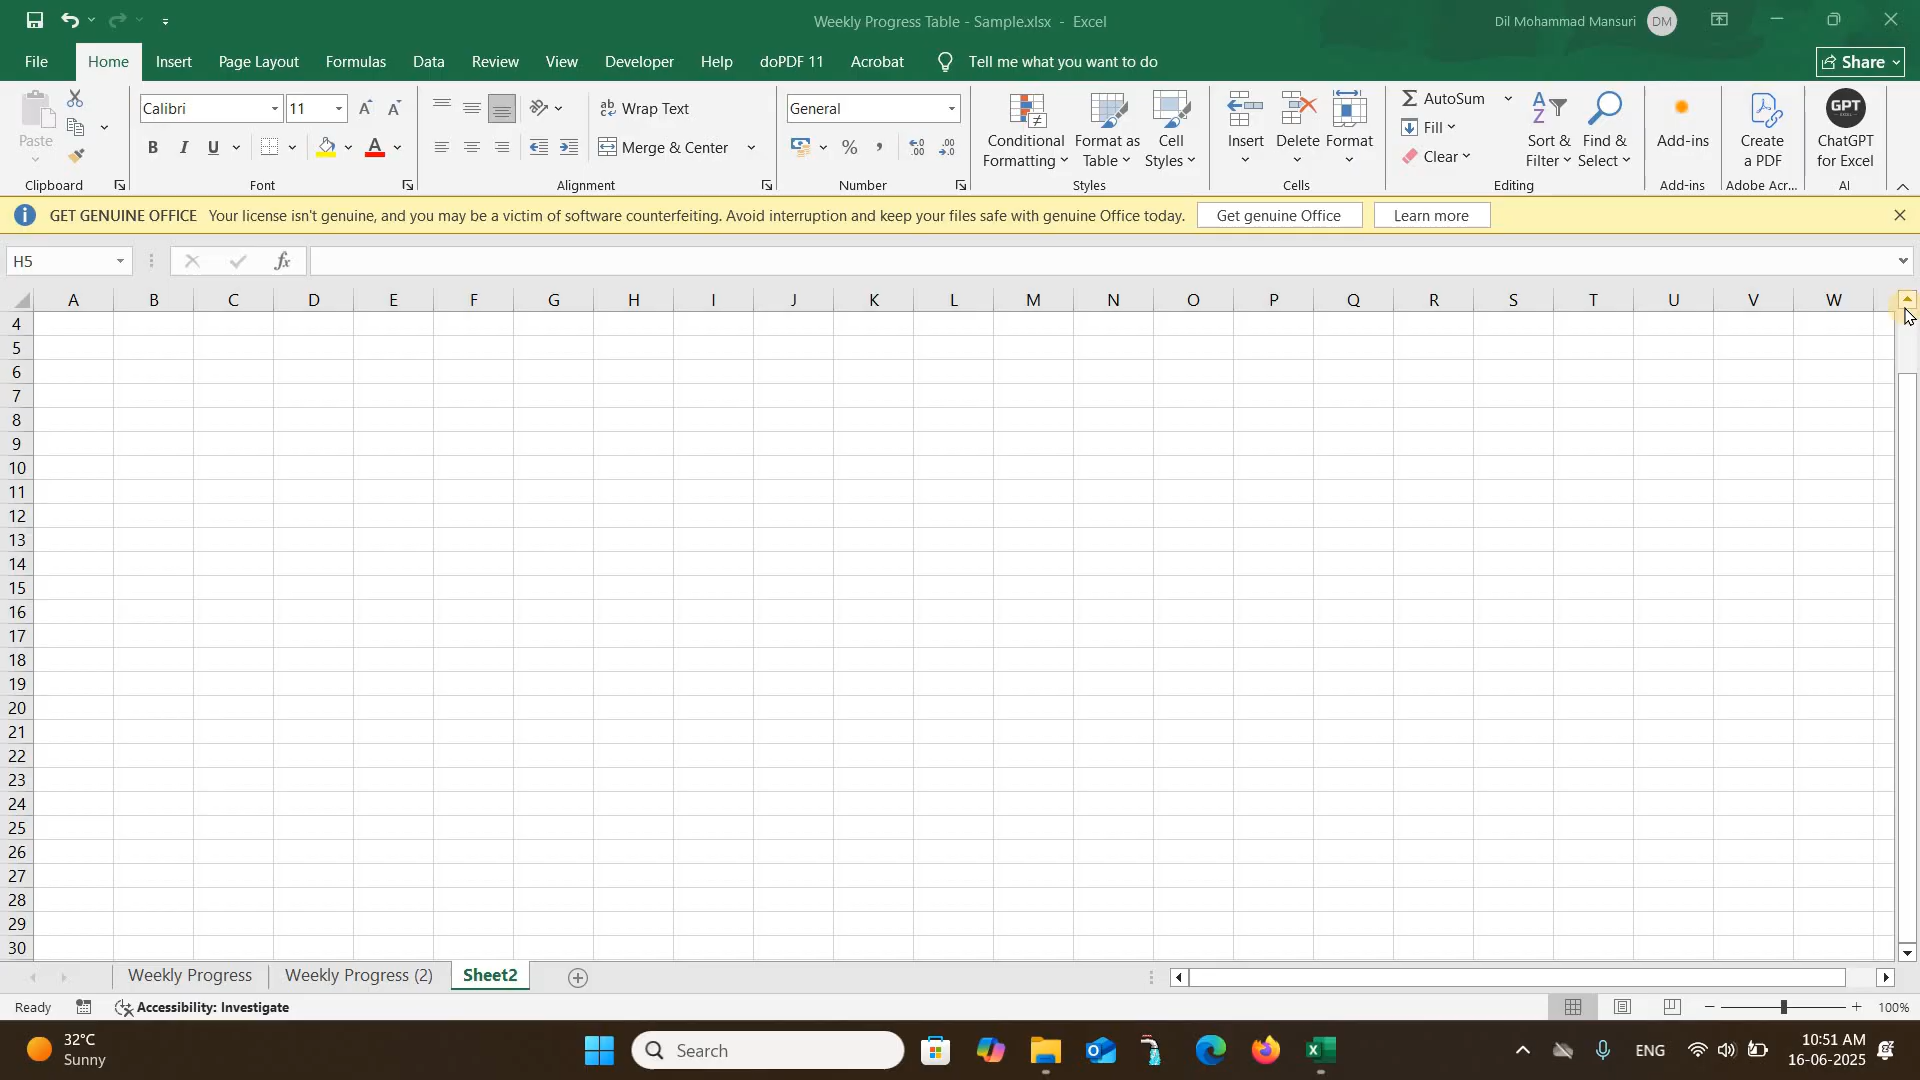 Weekly Progress Table - Sample.xlsx - Excel
Dil Mohammad Mansuri DM
File Home Insert Page Layout Formulas Data Review View Developer Help doPDF 11 Acrobat Tell me what you want to do Share
Calibri 11 Wrap Text General AutoSum
Paste B I U Merge & Center % , Conditional Formatting Format as Table Cell Styles Insert Delete Format Fill Clear Sort & Filter Find & Select Add-ins Create a PDF GPT ChatGPT for Excel
Clipboard Font Alignment Number Styles Cells Editing Add-ins Adobe Acr... AI
GET GENUINE OFFICE Your license isn't genuine, and you may be a victim of software counterfeiting. Avoid interruption and keep your files safe with genuine Office today. Get genuine Office Learn more
H5 fx
A B C D E F G H I J K L M N O P Q R S T U V W
4
5
6
7
8
9
10
11
12
13
14
15
16
17
18
19
20
21
22
23
24
25
26
27
28
29
30
Weekly Progress Weekly Progress (2) Sheet2
Ready Accessibility: Investigate 100%
32°C
Sunny
Search
ENG
10:51 AM
16-06-2025